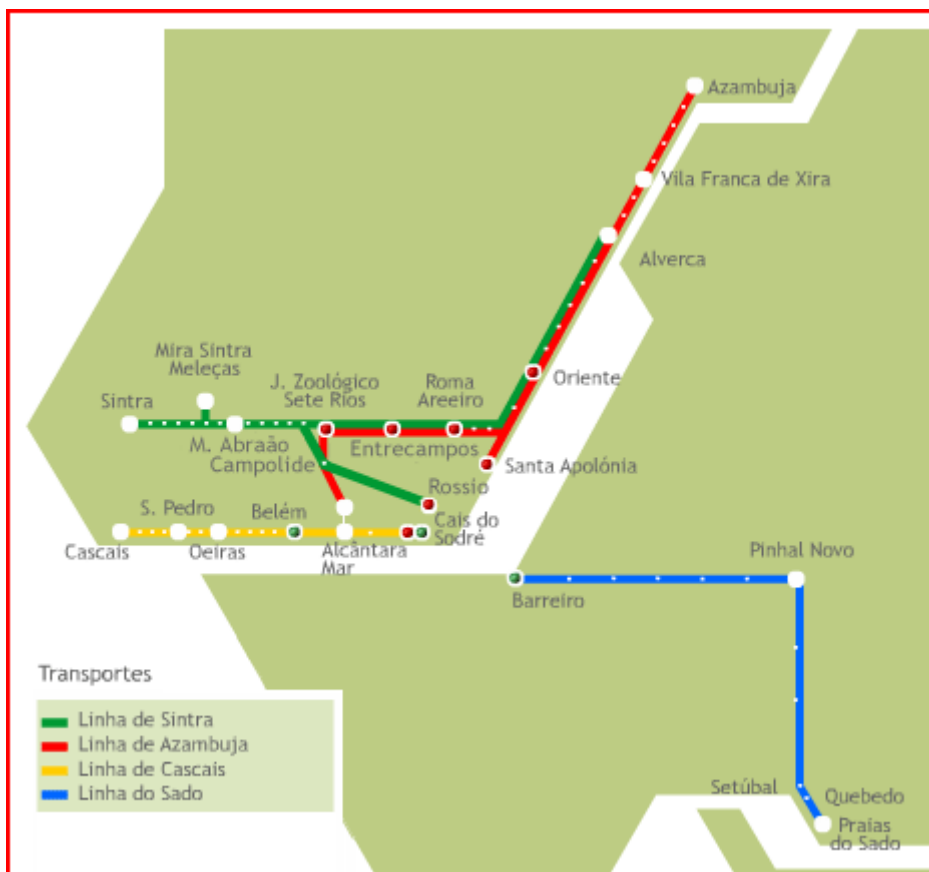 Azambuja
Vila Franca de Xira
Alverca
Mira Sintra
Meleças
J. Zoológico
Sete Rios
Roma
Areeiro
Oriente
Sintra
M. Abraão
Campolide
Entrecampos
Santa Apolónia
Rossio
S. Pedro
Belém
Cais do
Sodré
Cascais
Oeiras
Alcântara
Mar
Pinhal Novo
Barreiro
Transportes
Linha de Sintra
Linha de Azambuja
Linha de Cascais
Linha do Sado
Setúbal
Quebedo
Praias
do Sado